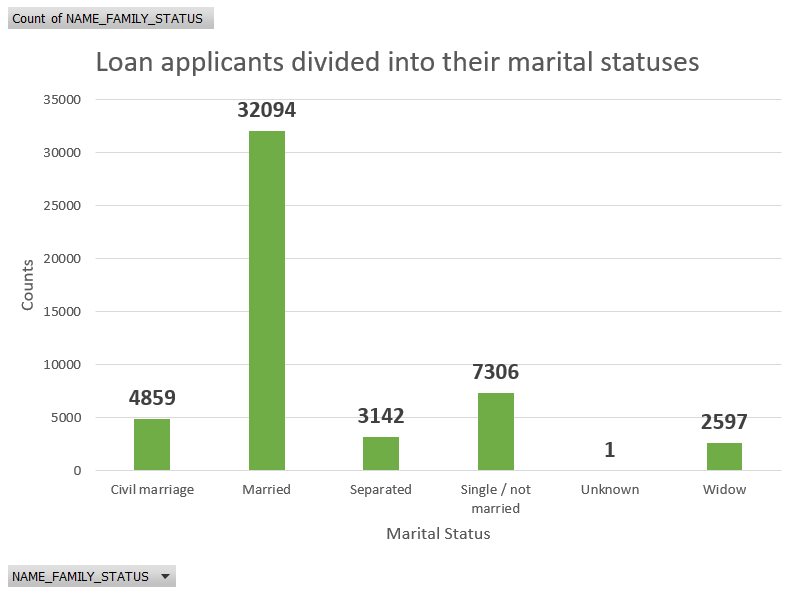 Count of NAME_FAMILY_STATUS
Loan applicants divided into their marital statuses
35000
30000
25000
20000
15000
10000
5000
0
Counts
4859
32094
3142
7306
1
2597
Civil marriage
Married
Separated
Single / not
married
Unknown
Widow
Marital Status
NAME_FAMILY_STATUS